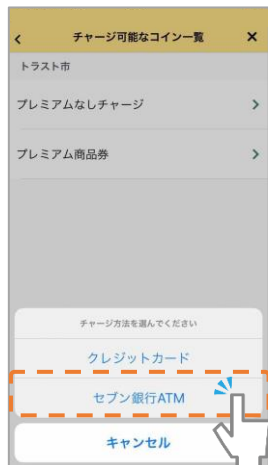 チャージ可能なコイン一覧
トラスト市
プレミアムなしチャージ
プレミアム商品券
チャージ方法を選んでください
クレジットカード
セブン銀行ATM
キャンセル